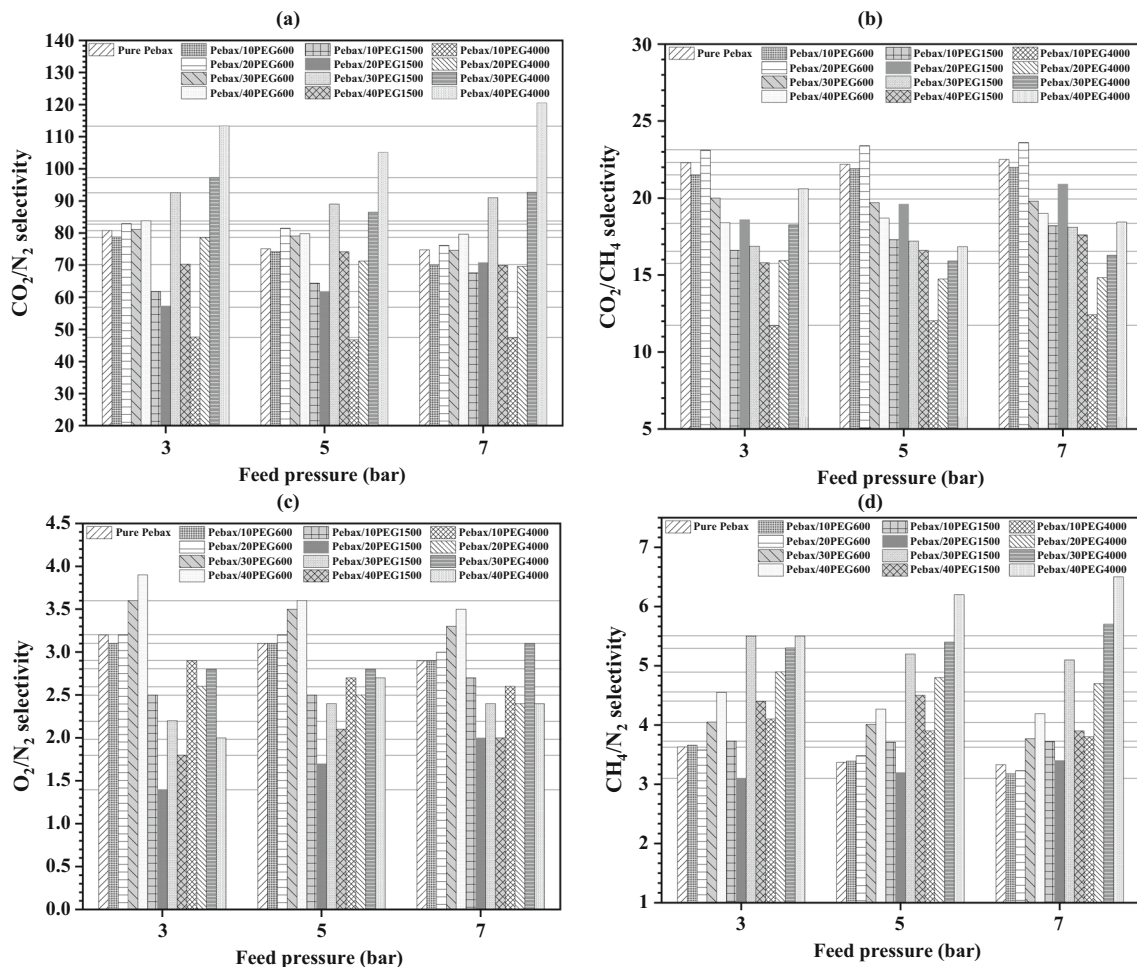 (a)
140
130
120
110
100
90
80
70
60
50
40
30
20
CO2/N2 selectivity
Pure Pebax
Pebax/10PEG600
Pebax/20PEG600
Pebax/30PEG600
Pebax/40PEG600
Pebax/10PEG1500
Pebax/20PEG1500
Pebax/30PEG1500
Pebax/40PEG1500
Pebax/10PEG4000
Pebax/20PEG4000
Pebax/30PEG4000
Pebax/40PEG4000
3 5 7
Feed pressure (bar)
(b)
30
25
20
15
10
5
CO2/CH4 selectivity
Pure Pebax
Pebax/10PEG600
Pebax/20PEG600
Pebax/30PEG600
Pebax/40PEG600
Pebax/10PEG1500
Pebax/20PEG1500
Pebax/30PEG1500
Pebax/40PEG1500
Pebax/10PEG4000
Pebax/20PEG4000
Pebax/30PEG4000
Pebax/40PEG4000
3 5 7
Feed pressure (bar)
(c)
4.5
4.0
3.5
3.0
2.5
2.0
1.5
1.0
0.5
0.0
O2/N2 selectivity
Pure Pebax
Pebax/10PEG600
Pebax/20PEG600
Pebax/30PEG600
Pebax/40PEG600
Pebax/10PEG1500
Pebax/20PEG1500
Pebax/30PEG1500
Pebax/40PEG1500
Pebax/10PEG4000
Pebax/20PEG4000
Pebax/30PEG4000
Pebax/40PEG4000
3 5 7
Feed pressure (bar)
(d)
7
6
5
4
3
2
1
CH4/N2 selectivity
Pure Pebax
Pebax/10PEG600
Pebax/20PEG600
Pebax/30PEG600
Pebax/40PEG600
Pebax/10PEG1500
Pebax/20PEG1500
Pebax/30PEG1500
Pebax/40PEG1500
Pebax/10PEG4000
Pebax/20PEG4000
Pebax/30PEG4000
Pebax/40PEG4000
3 5 7
Feed pressure (bar)